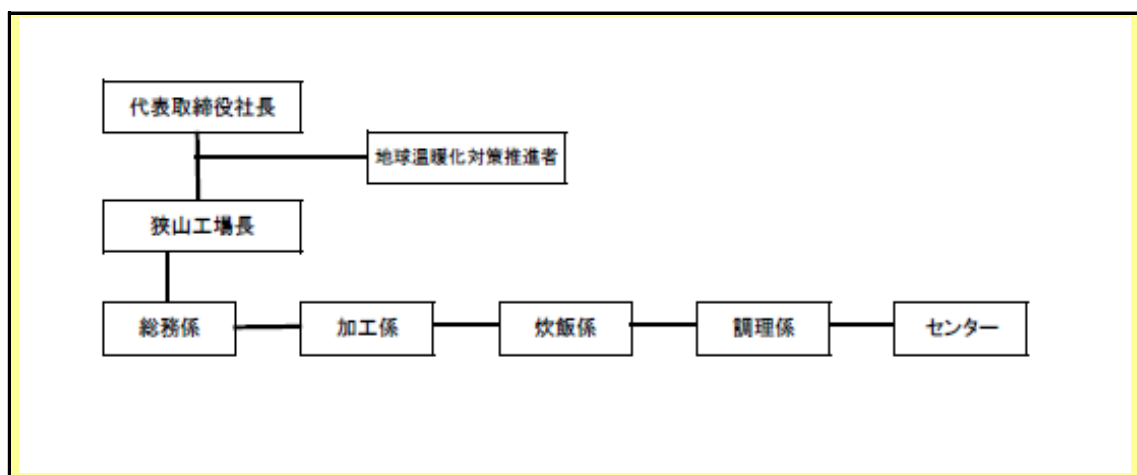 代表取締役社長
地球温暖化対策推進者
狭山工場長
総務係
加工係
炊飯係
調理係
センター